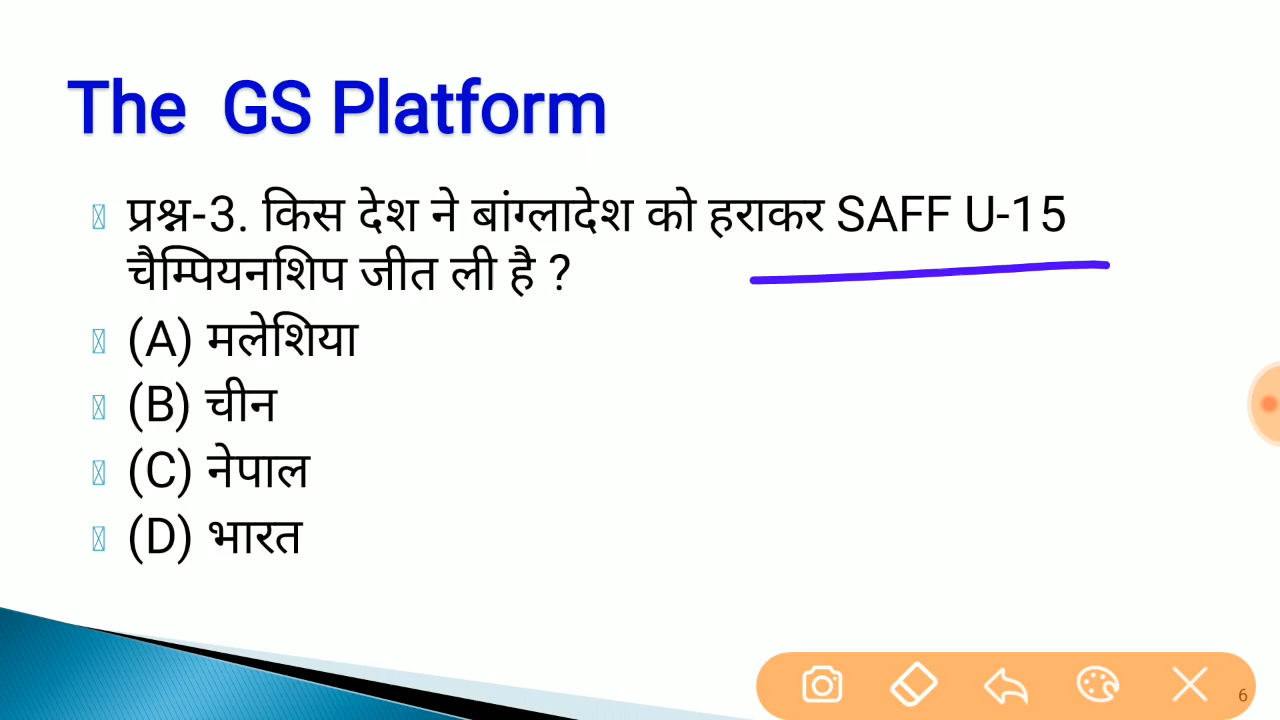 The GS Platform
प्रश्न-3. किस देश ने बांग्लादेश को हराकर SAFF U-15
चैम्पियनशिप जीत ली है ?
(A) मलेशिया
(B) चीन
(C) नेपाल
(D) भारत
6